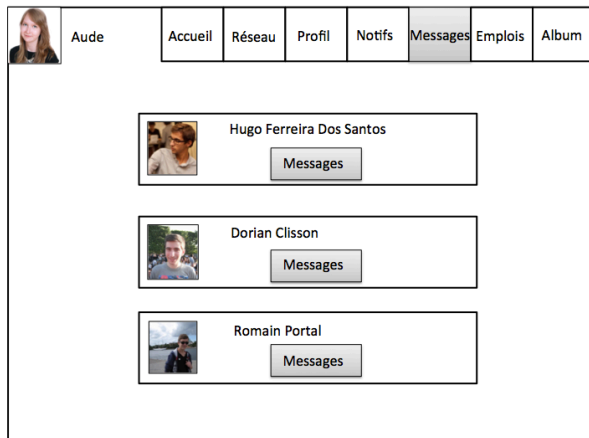 Aude
Accueil
Réseau
Profil
Notifs
Messages
Emplois
Album
Hugo Ferreira Dos Santos
Messages
Dorian Clisson
Messages
Romain Portal
Messages